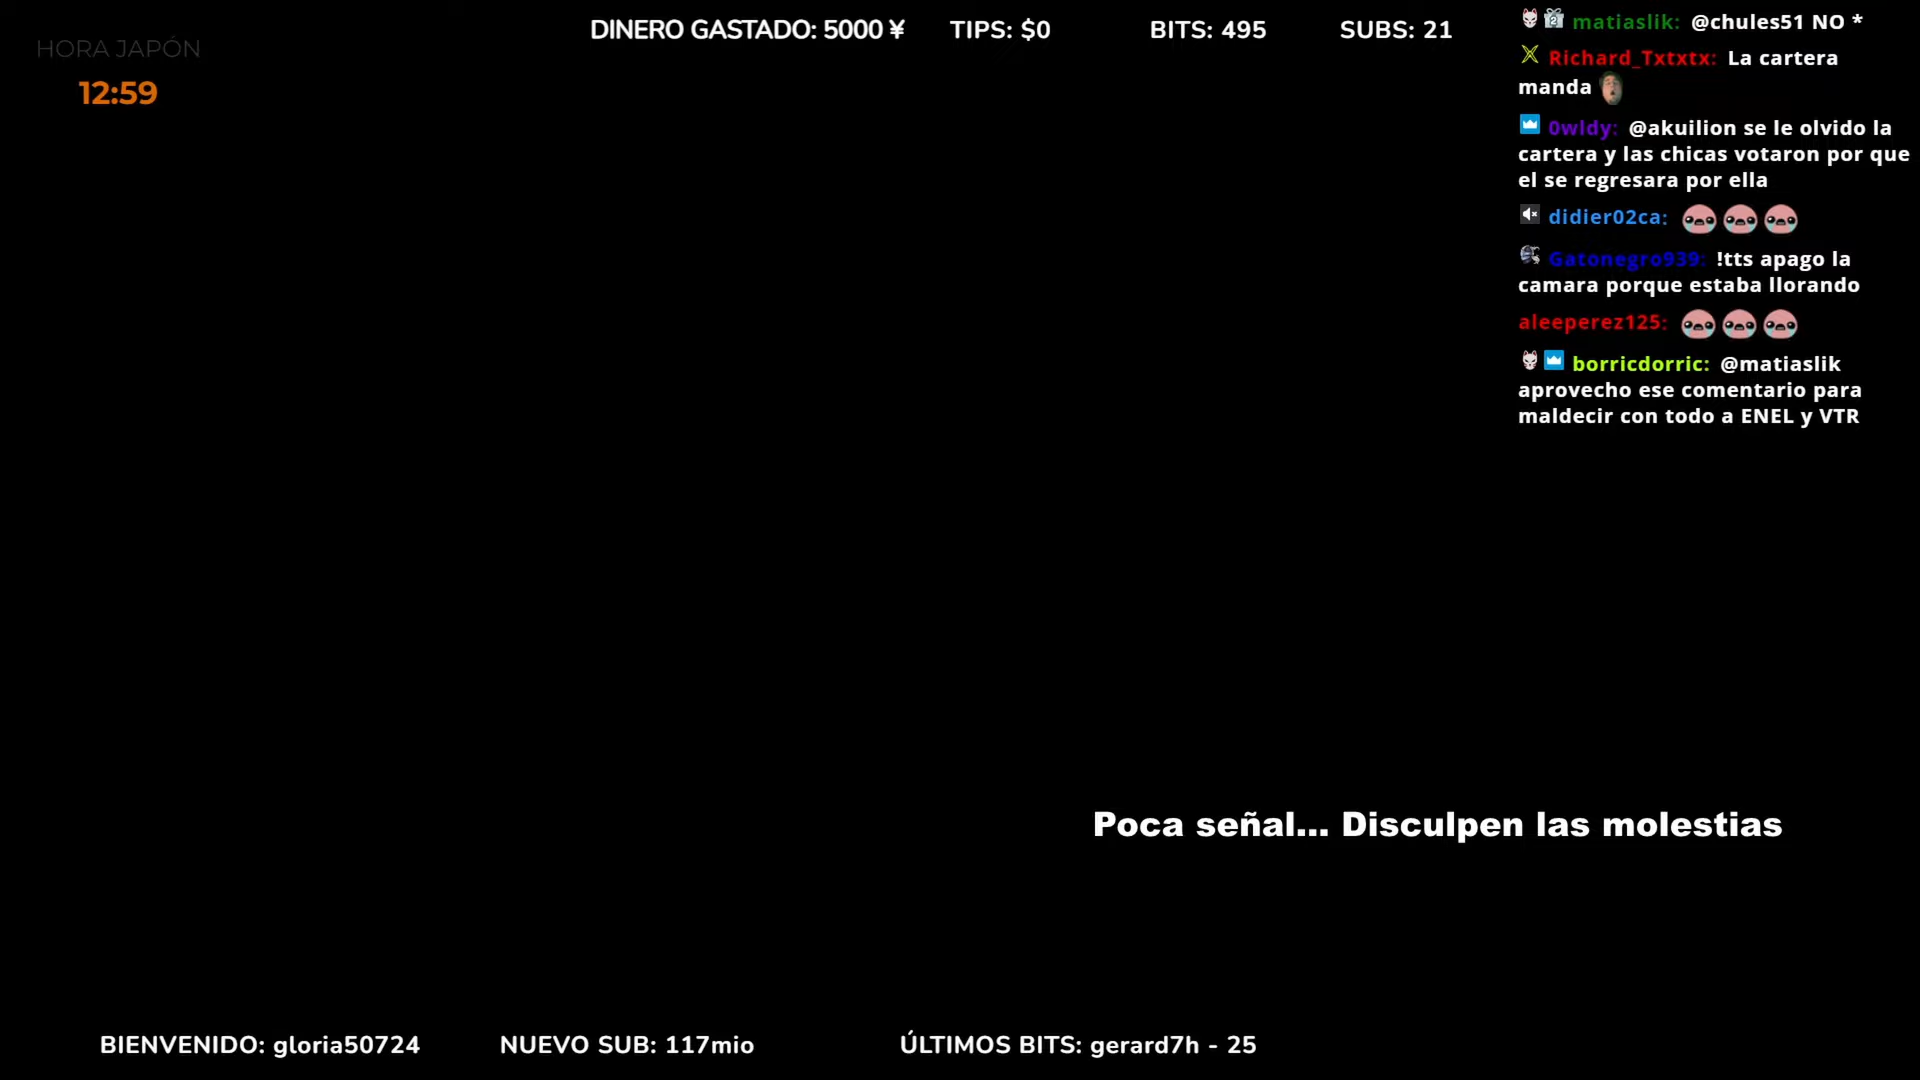 HORA JAPÓN
12:59
DINERO GASTADO: 5000 ¥
TIPS: $0
BITS: 495
SUBS: 21
matiaslik: @chules51 NO *
Richard_Txtxtx: La cartera
manda
0wldy: @akuilion se le olvido la
cartera y las chicas votaron por que
el se regresara por ella
didier02ca:
Gatonegro939: !tts apago la
camara porque estaba llorando
aleeperez125:
borricdorric: @matiaslik
aprovecho ese comentario para
maldecir con todo a ENEL y VTR
Poca señal... Disculpen las molestias
BIENVENIDO: gloria50724
NUEVO SUB: 117mio
ÚLTIMOS BITS: gerard7h - 25